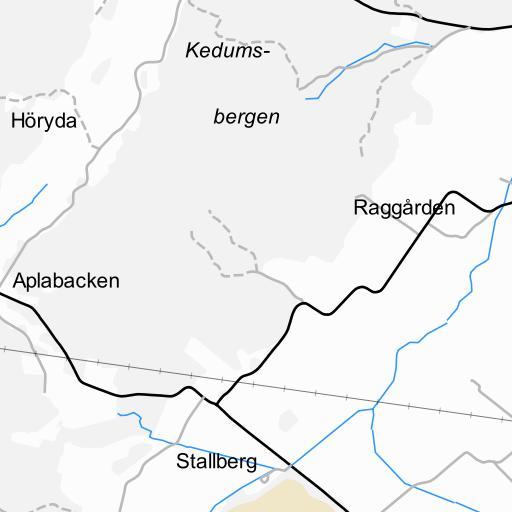 Kedums-
bergen
Höryda
Raggården
Aplabacken
Stallberg